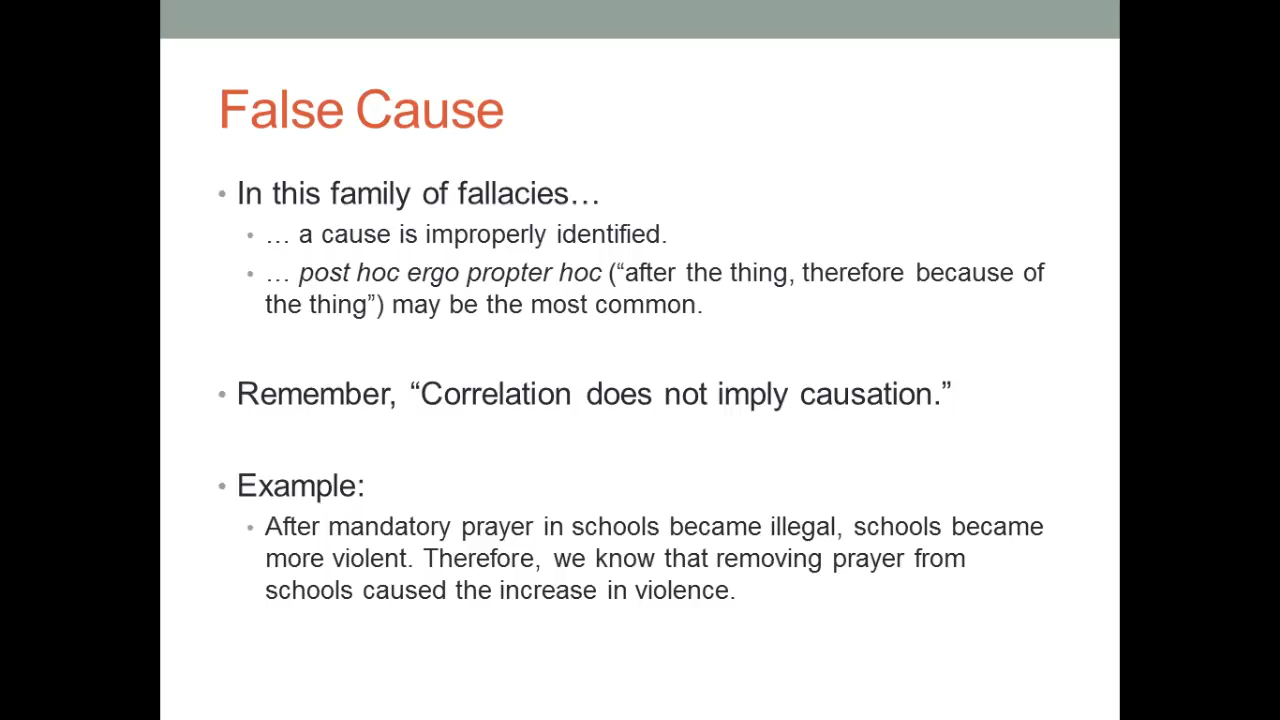 False Cause
• In this family of fallacies…
• … a cause is improperly identified.
• … post hoc ergo propter hoc (“after the thing, therefore because of
the thing”) may be the most common.
• Remember, “Correlation does not imply causation.”
• Example:
• After mandatory prayer in schools became illegal, schools became
more violent. Therefore, we know that removing prayer from
schools caused the increase in violence.